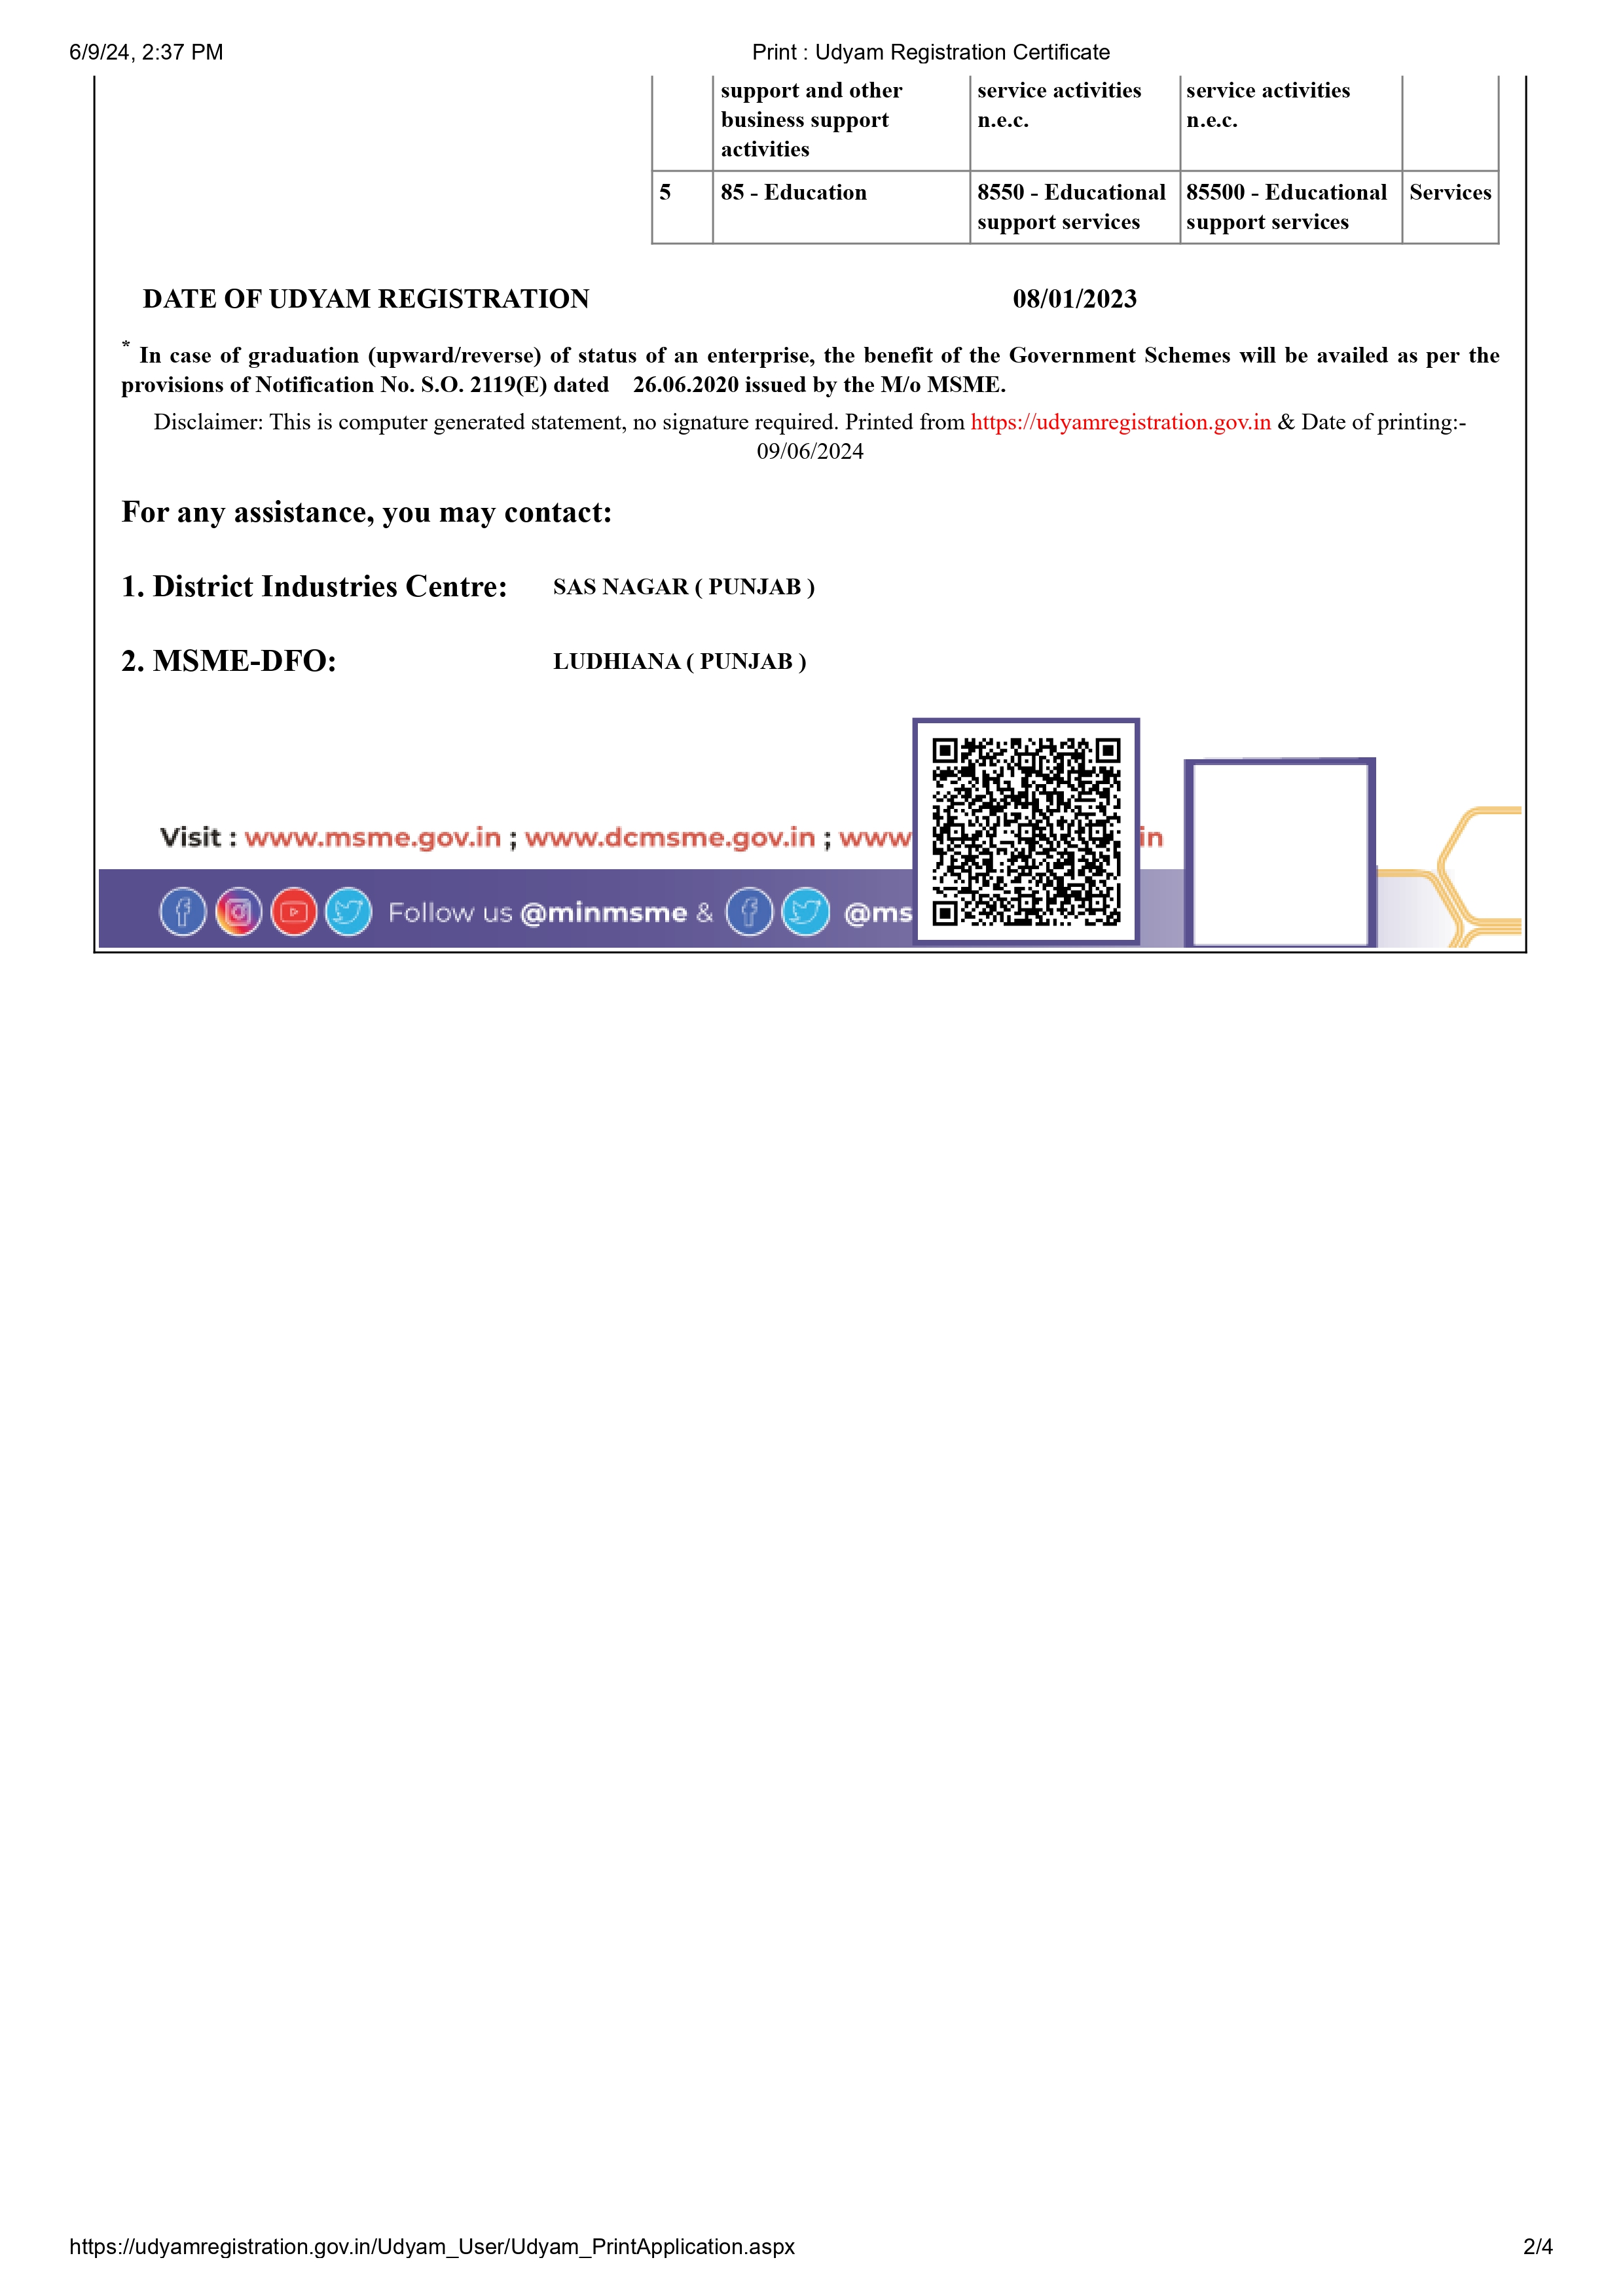 6/9/24, 2:37 PM
Print : Udyam Registration Certificate
support and other business support activities
service activities n.e.c.
service activities n.e.c.
5
85 - Education
8550 - Educational support services
85500 - Educational support services
Services
DATE OF UDYAM REGISTRATION
08/01/2023
* In case of graduation (upward/reverse) of status of an enterprise, the benefit of the Government Schemes will be availed as per the
provisions of Notification No. S.O. 2119(E) dated 26.06.2020 issued by the M/o MSME.
Disclaimer: This is computer generated statement, no signature required. Printed from https://udyamregistration.gov.in & Date of printing:-
09/06/2024
For any assistance, you may contact:
1. District Industries Centre: SAS NAGAR ( PUNJAB )
2. MSME-DFO: LUDHIANA ( PUNJAB )
Visit : www.msme.gov.in ; www.dcmsme.gov.in ; www
in
Follow us @minmsme & @ms
https://udyamregistration.gov.in/Udyam_User/Udyam_PrintApplication.aspx
2/4